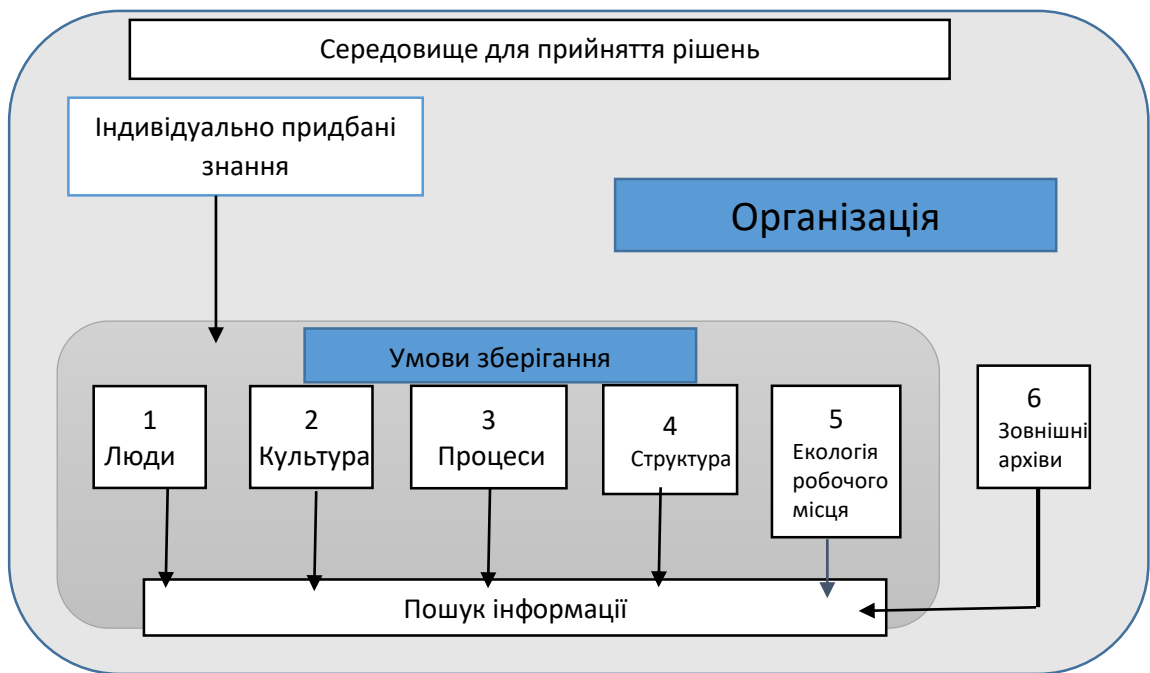 Середовище для прийняття рішень
Індивідуально придбані
знання
Організація
Умови зберігання
1
Люди
2
Культура
3
Процеси
4
Структура
5
Екологія
робочого
місця
6
Зовнішні
архіви
Пошук інформації